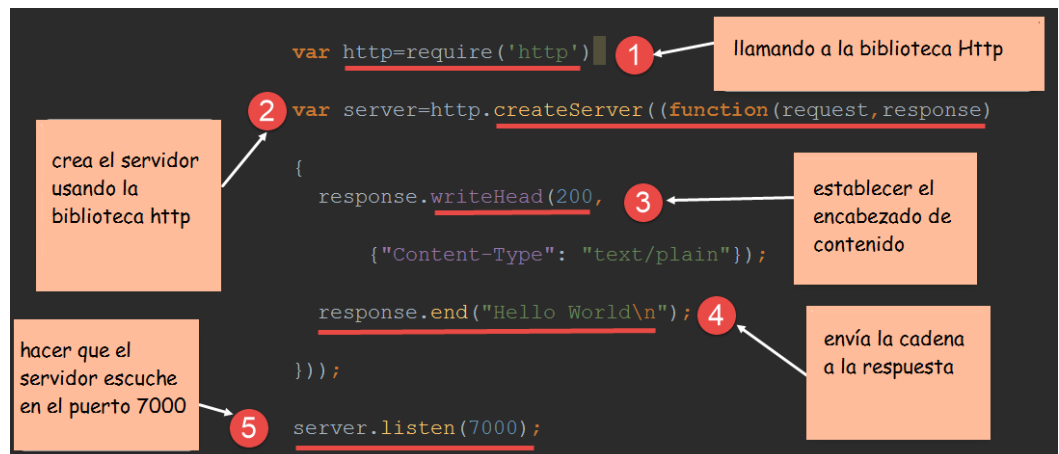 var http=require('http')
1
llamando a la biblioteca Http
2
var server=http.createServer((function(request,response)
crea el servidor
usando la
biblioteca http
{
response.writeHead(200,
3
establecer el
encabezado de
contenido
{"Content-Type": "text/plain"});
response.end("Hello World\n");
4
envía la cadena
a la respuesta
hacer que el
servidor escuche
en el puerto 7000
}));
5
server.listen(7000);